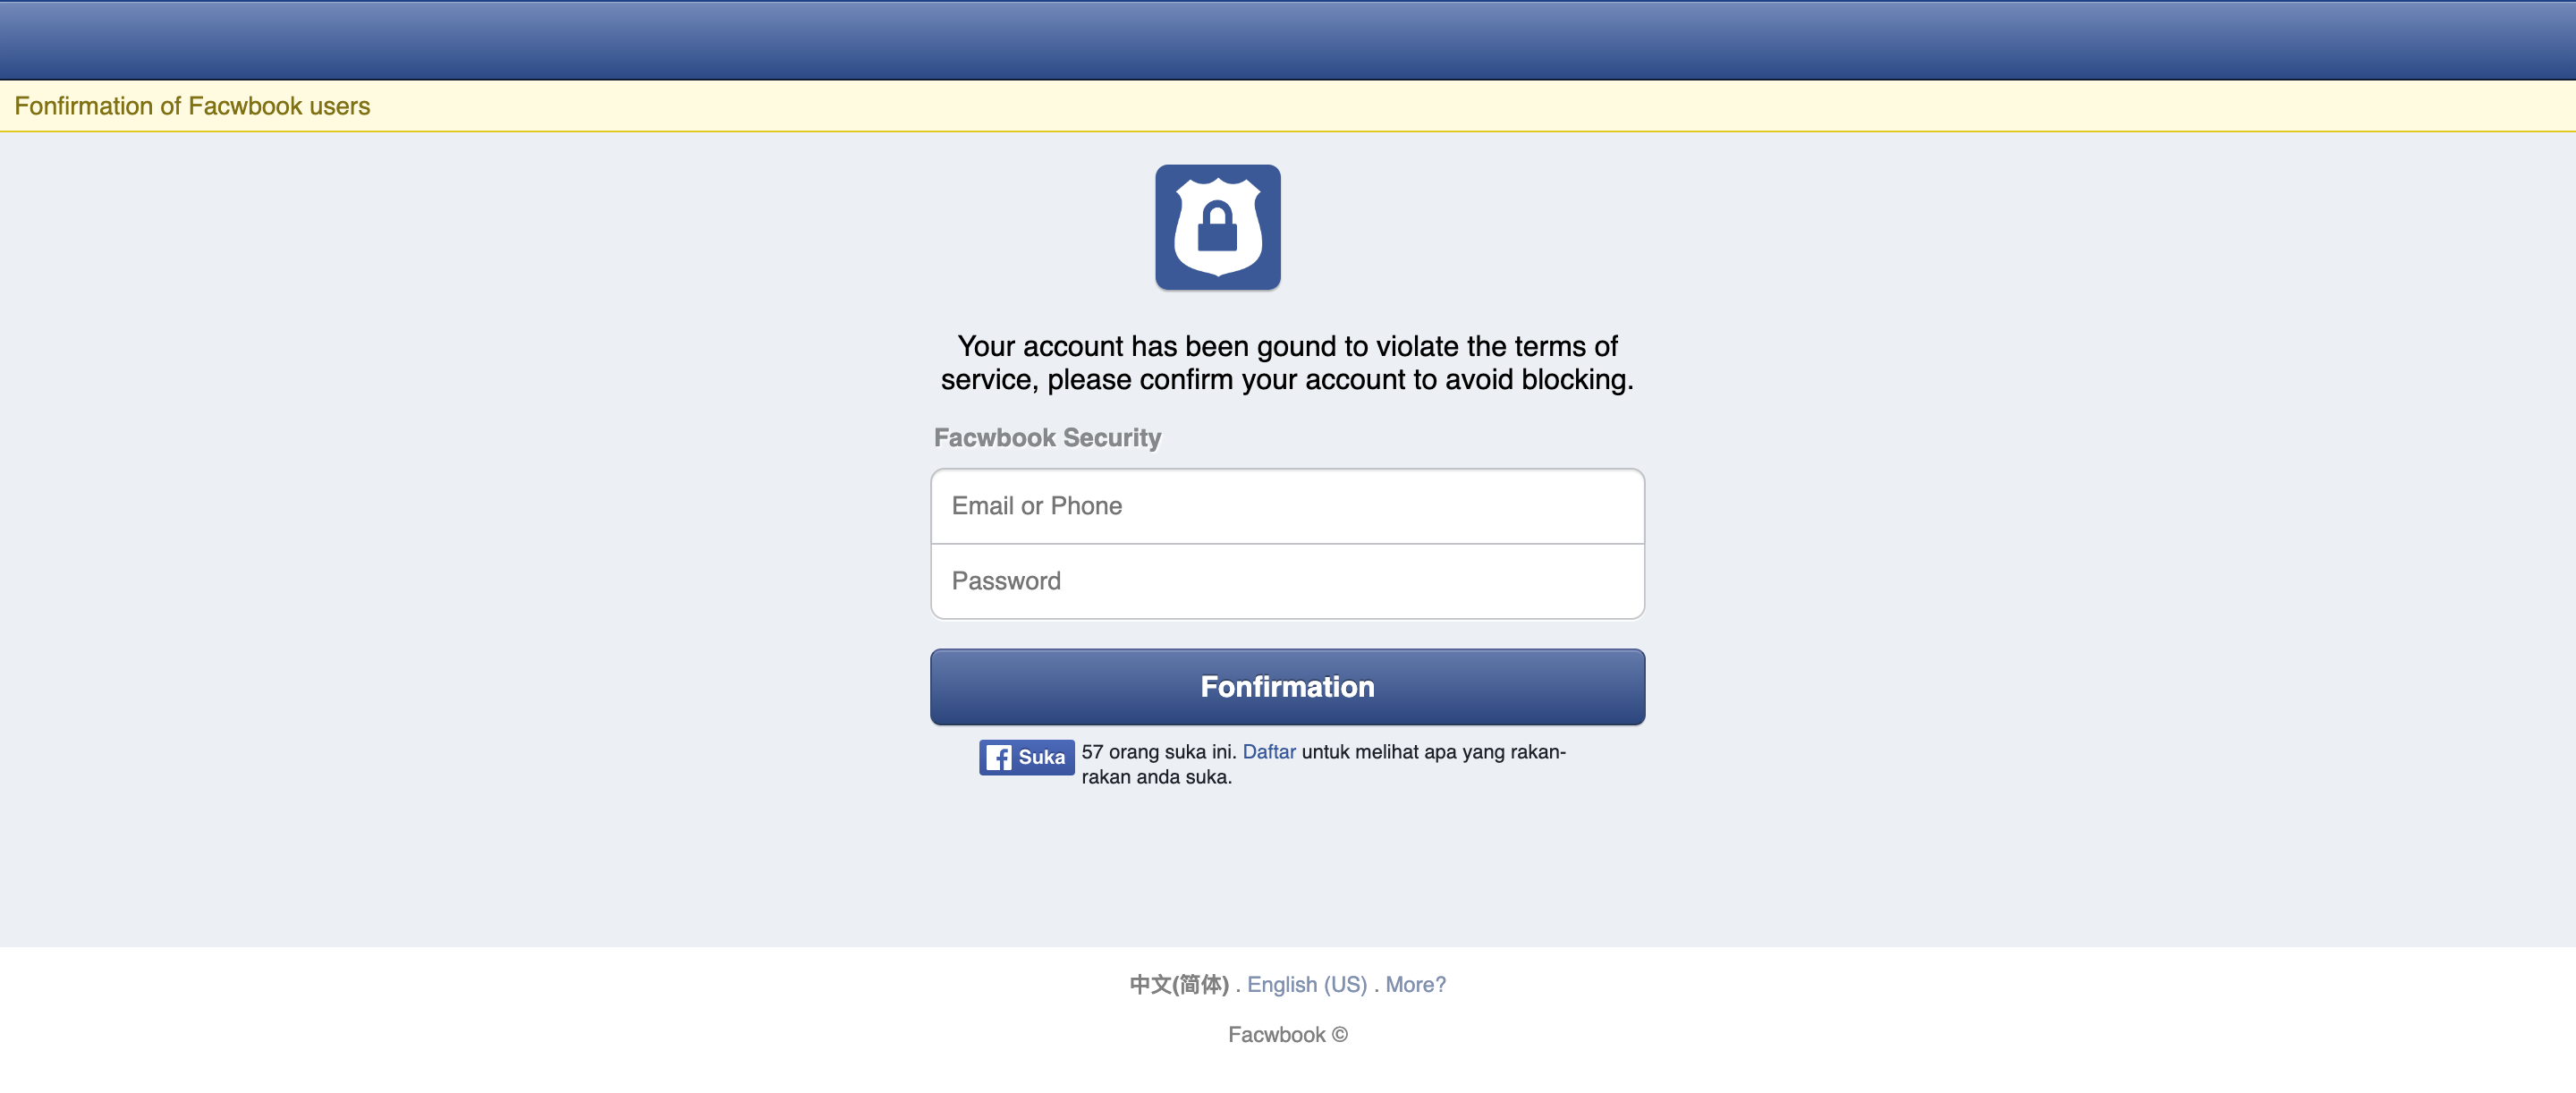 Fonfirmation of Facwbook users
Your account has been gound to violate the terms of
service, please confirm your account to avoid blocking.
Facwbook Security
Email or Phone
Password
Fonfirmation
Suka 57 orang suka ini. Daftar untuk melihat apa yang rakan-
rakan anda suka.
中文(简体) . English (US) . More?
Facwbook ©